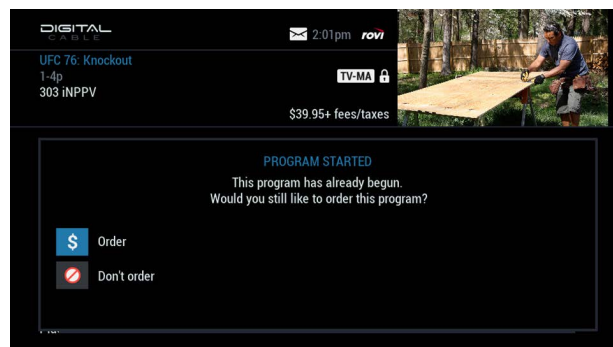 DIGITAL
CABLE
2:01pm rovi
UFC 76: Knockout
1-4p
TV-MA
303 iNPPV
$39.95+ fees/taxes
PROGRAM STARTED
This program has already begun.
Would you still like to order this program?
$ Order
Don't order